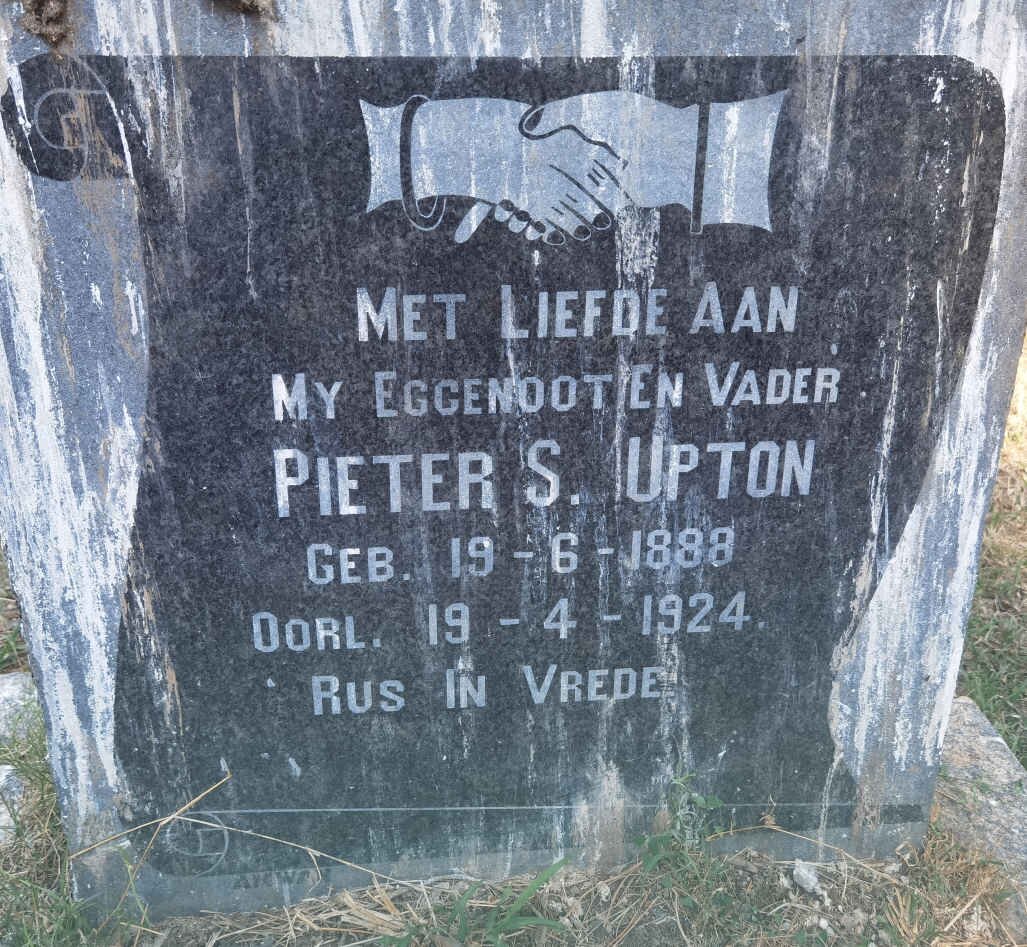 MET LIEFDE AAN
MY EGGENOOT EN VADER
PIETER S. UPTON
GEB. 19-6-1888
OORL. 19-4-1924.
RUS IN VREDE.